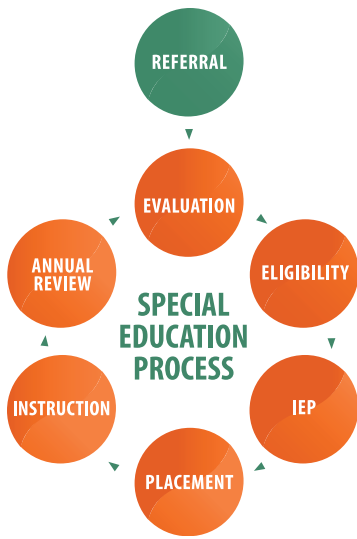 REFERRAL
EVALUATION
ELIGIBILITY
IEP
PLACEMENT
INSTRUCTION
ANNUAL
REVIEW
SPECIAL
EDUCATION
PROCESS